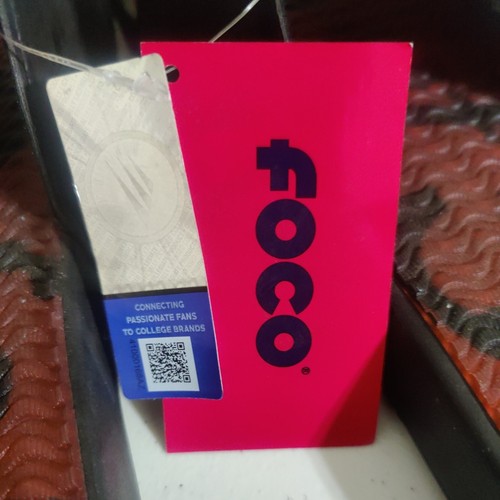 foco®
CONNECTING
PASSIONATE FANS
TO COLLEGE BRANDS